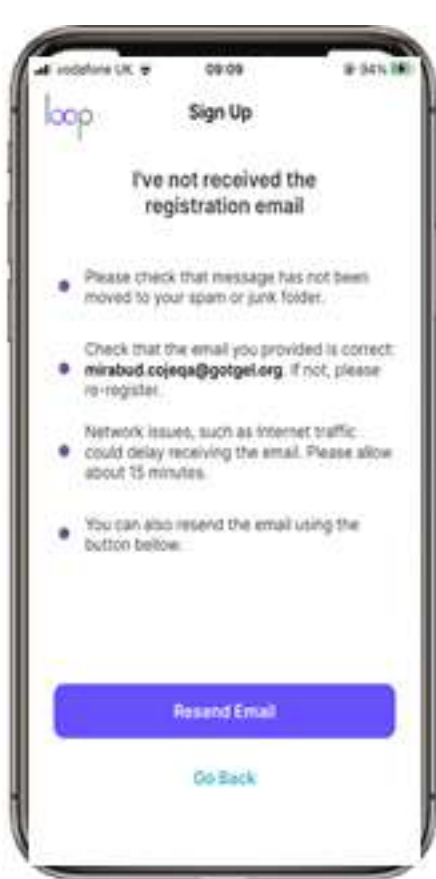 vodafone UK 09:09 94%
loop Sign Up
I've not received the
registration email
Please check that message has not been
moved to your spam or junk folder.
Check that the email you provided is correct:
mirabud.cojeqa@gotgel.org. If not, please
re-register.
Network issues, such as Internet traffic
could delay receiving the email. Please allow
about 15 minutes.
You can also resend the email using the
button bellow.
Resend Email
Go Back